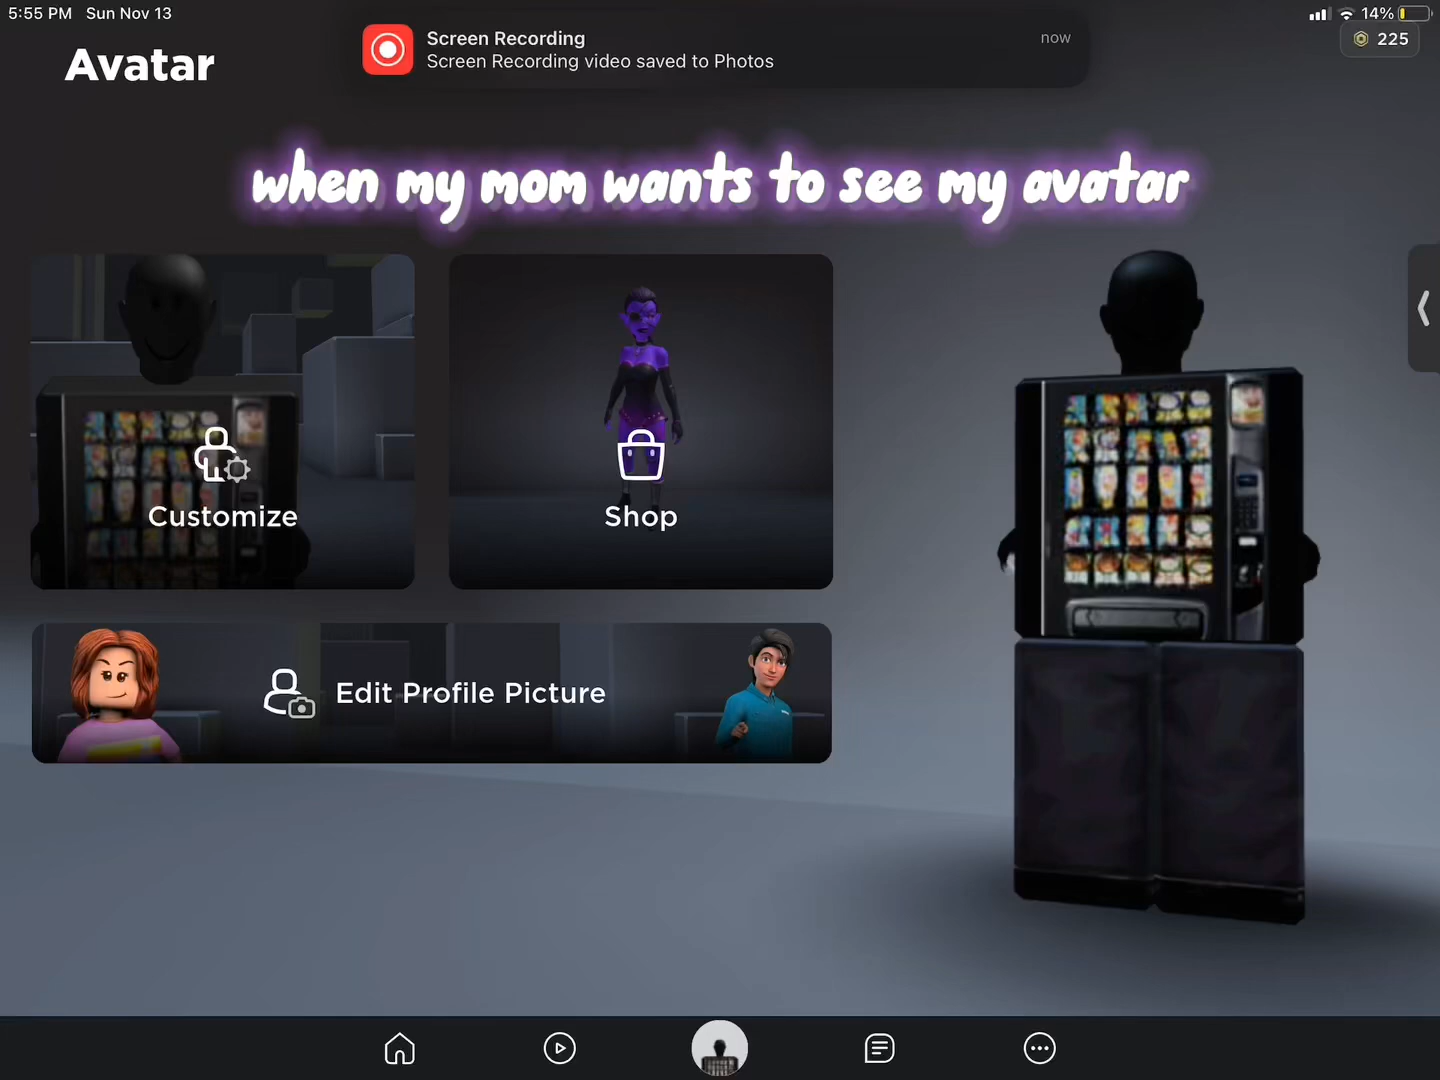 5:55 PM Sun Nov 13
14%
Screen Recording
now
Screen Recording video saved to Photos
225
Avatar
when my mom wants to see my avatar
Customize
Shop
Edit Profile Picture